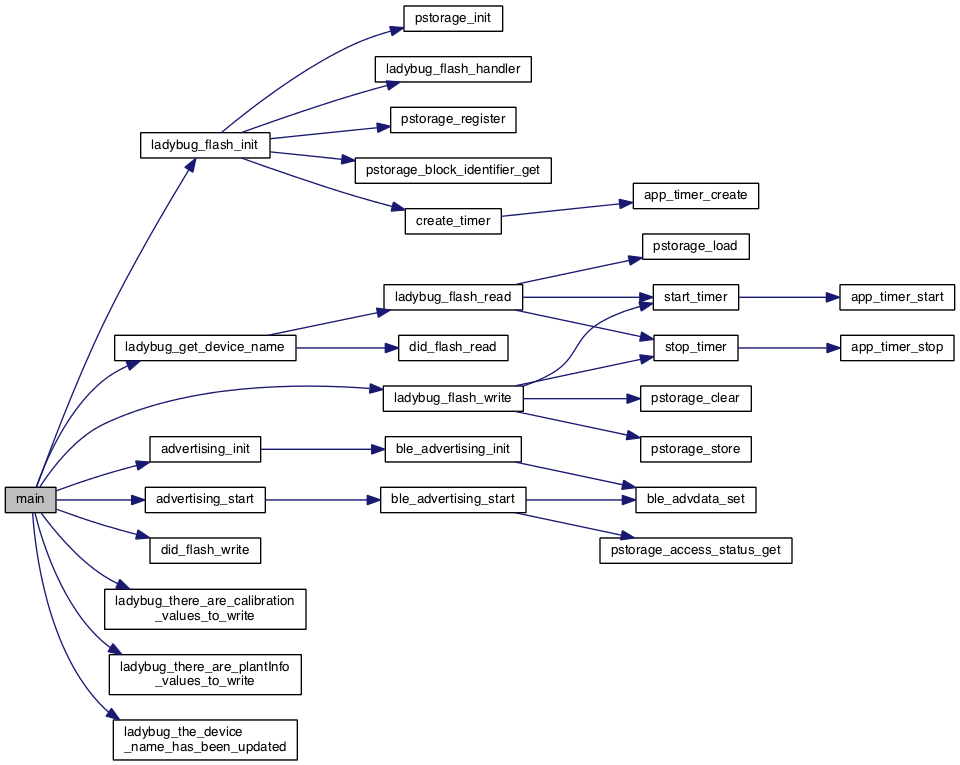 pstorage_init
ladybug_flash_handler
pstorage_register
ladybug_flash_init
pstorage_block_identifier_get
app_timer_create
create_timer
pstorage_load
ladybug_flash_read
start_timer
app_timer_start
ladybug_get_device_name
did_flash_read
stop_timer
app_timer_stop
ladybug_flash_write
pstorage_clear
advertising_init
ble_advertising_init
pstorage_store
main
advertising_start
ble_advertising_start
ble_advdata_set
did_flash_write
pstorage_access_status_get
ladybug_there_are_calibration
_values_to_write
ladybug_there_are_plantInfo
_values_to_write
ladybug_the_device
_name_has_been_updated